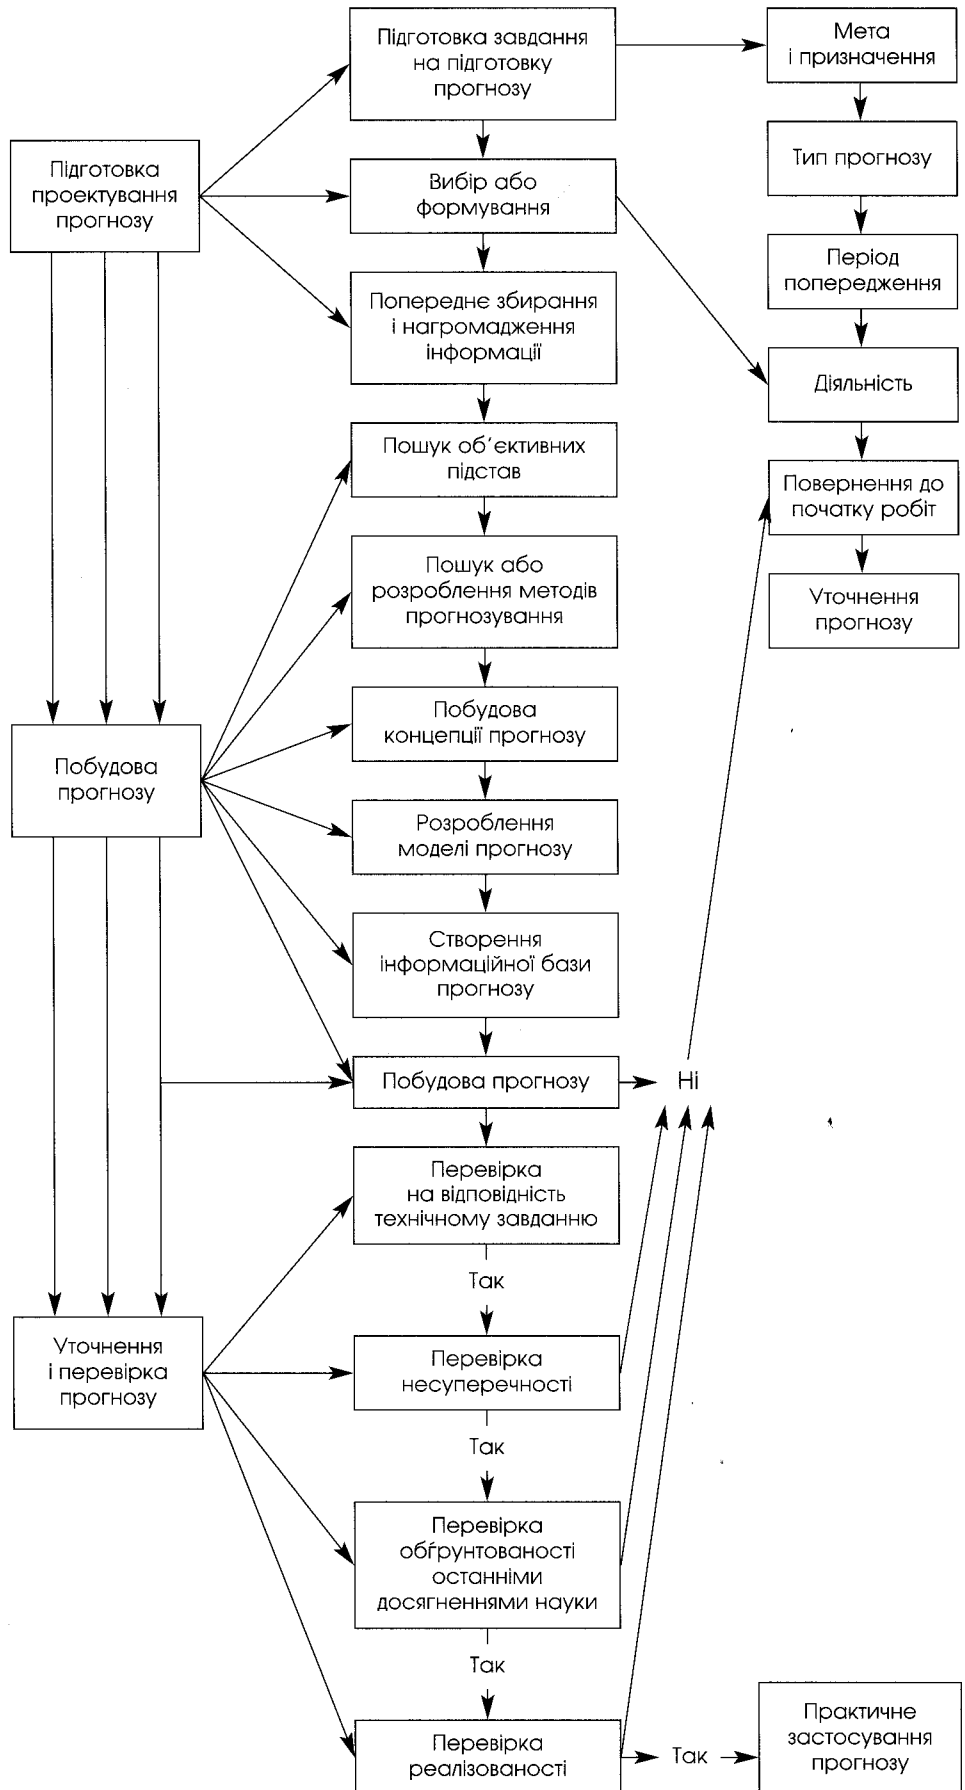 Підготовка завдання
на підготовку
прогнозу
Мета
і призначення
Тип прогнозу
Підготовка
проектування
прогнозу
Вибір або
формування
Період
попередження
Попереднє збирання
і нагромадження
інформації
Діяльність
Пошук об’єктивних
підстав
Повернення до
початку робіт
Пошук або
розроблення методів
прогнозування
Уточнення
прогнозу
Побудова
прогнозу
Побудова
концепції прогнозу
Розроблення
моделі прогнозу
Створення
інформаційної бази
прогнозу
Побудова прогнозу
Ні
Перевірка
на відповідність
технічному завданню
Так
Уточнення
і перевірка
прогнозу
Перевірка
несуперечності
Так
Перевірка
обґрунтованості
останніми
досягненнями науки
Так
Перевірка
реалізованості
Так
Практичне
застосування
прогнозу